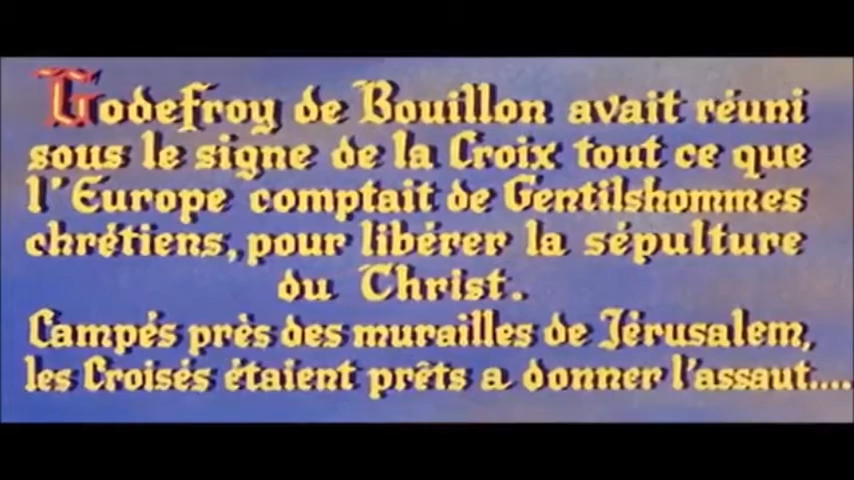 Godefroy de Bouillon avait réuni
sous le signe de la Croix tout ce que
l'Europe comptait de Gentilshommes
chrétiens, pour libérer la sépulture
du Christ.
Campés près des murailles de Jérusalem,
les Croisés étaient prêts a donner l'assaut....